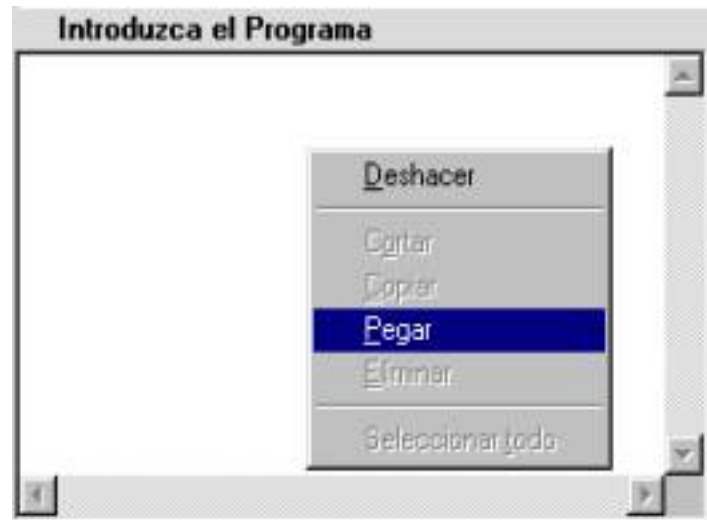 Introduzca el Programa
Deshacer
Cortar
Copiar
Pegar
Eliminar
Seleccionar todo